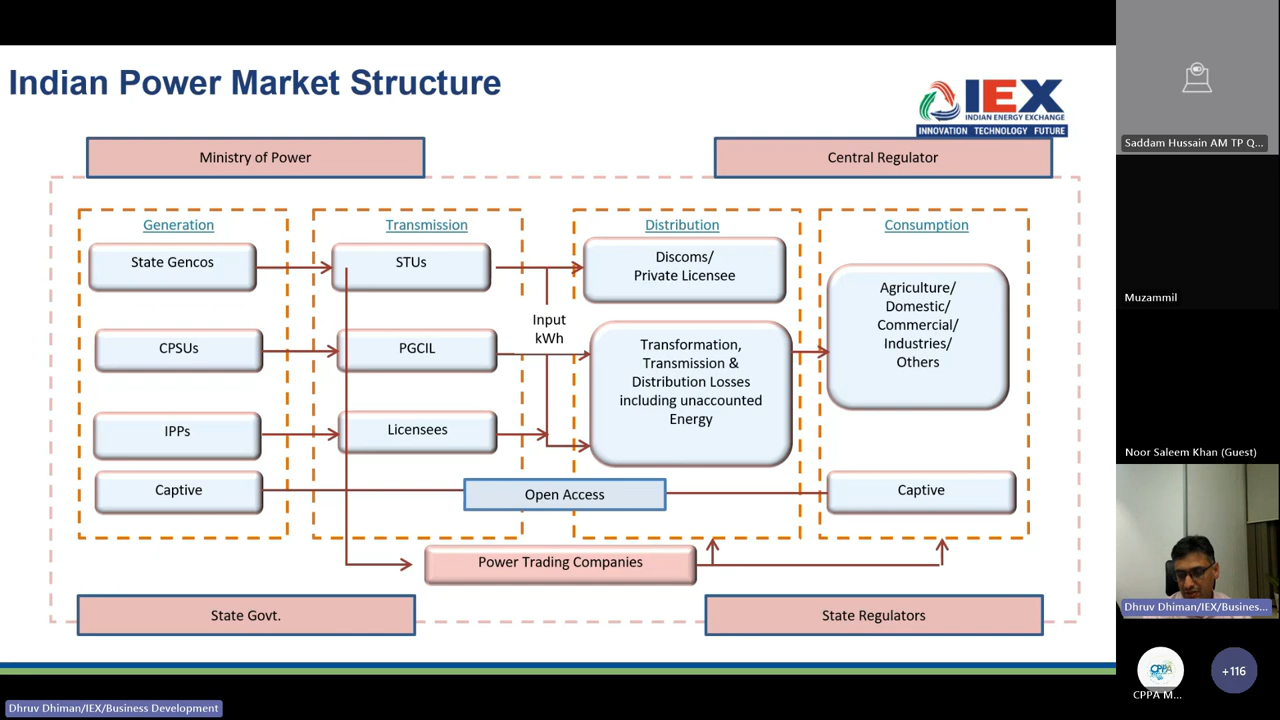 Indian Power Market Structure
IEX
INDIAN ENERGY EXCHANGE
INNOVATION TECHNOLOGY FUTURE
Ministry of Power
Central Regulator
Generation
Transmission
Distribution
Consumption
State Gencos
STUs
Discoms/
Private Licensee
Agriculture/
Domestic/
Commercial/
Industries/
Others
Input
kWh
CPSUs
PGCIL
Transformation,
Transmission &
Distribution Losses
including unaccounted
Energy
IPPs
Licensees
Captive
Open Access
Captive
Power Trading Companies
State Govt.
State Regulators
Dhruv Dhiman/IEX/Business Development
Saddam Hussain AM TP Q...
Muzammil
Noor Saleem Khan (Guest)
Dhruv Dhiman/IEX/Busines...
CPPA
+116
CPPA M...